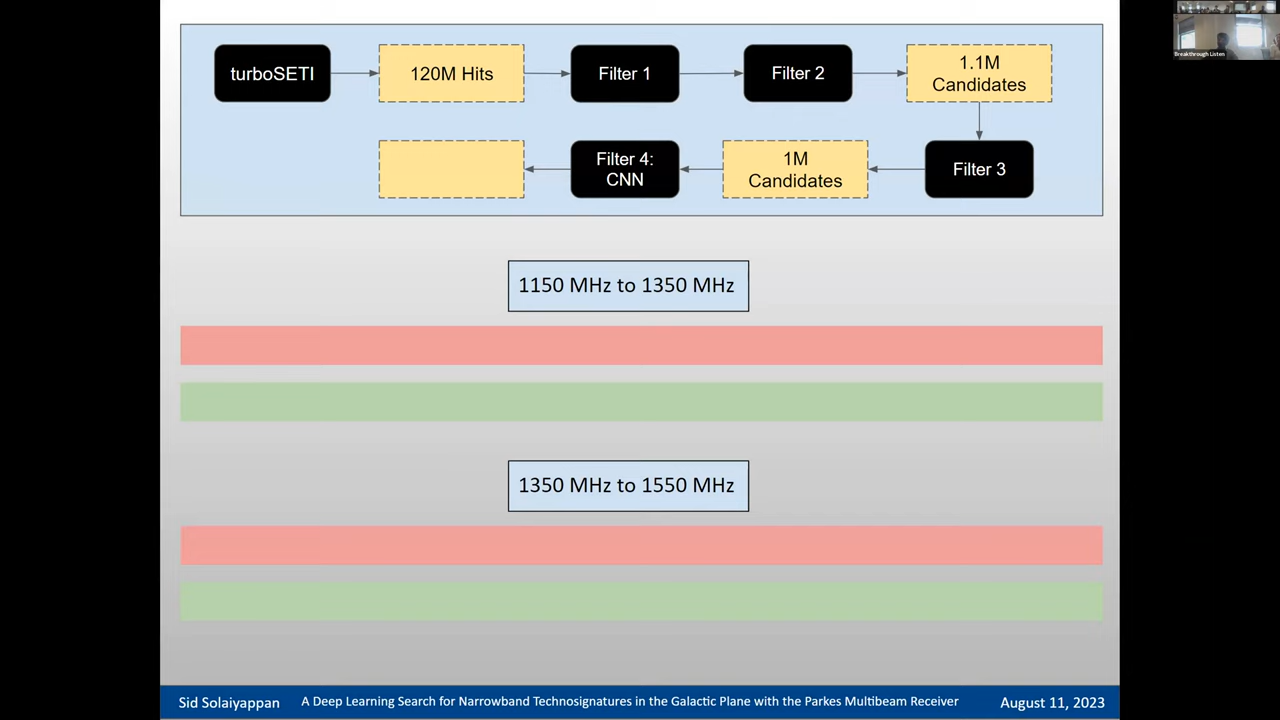 turboSETI
120M Hits
Filter 1
Filter 2
1.1M
Candidates
Filter 4:
CNN
1M
Candidates
Filter 3
1150 MHz to 1350 MHz
1350 MHz to 1550 MHz
Sid Solaiyappan
A Deep Learning Search for Narrowband Technosignatures in the Galactic Plane with the Parkes Multibeam Receiver
August 11, 2023
Breakthrough Listen